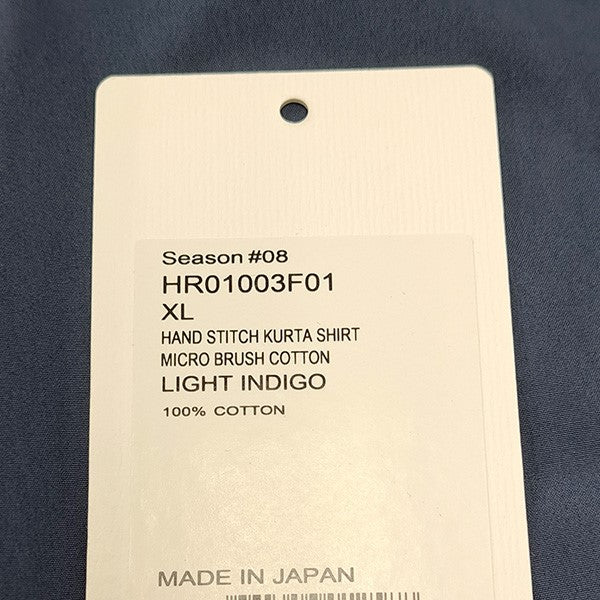 Season #08
HR01003F01
XL
HAND STITCH KURTA SHIRT
MICRO BRUSH COTTON
LIGHT INDIGO
100% COTTON
MADE IN JAPAN